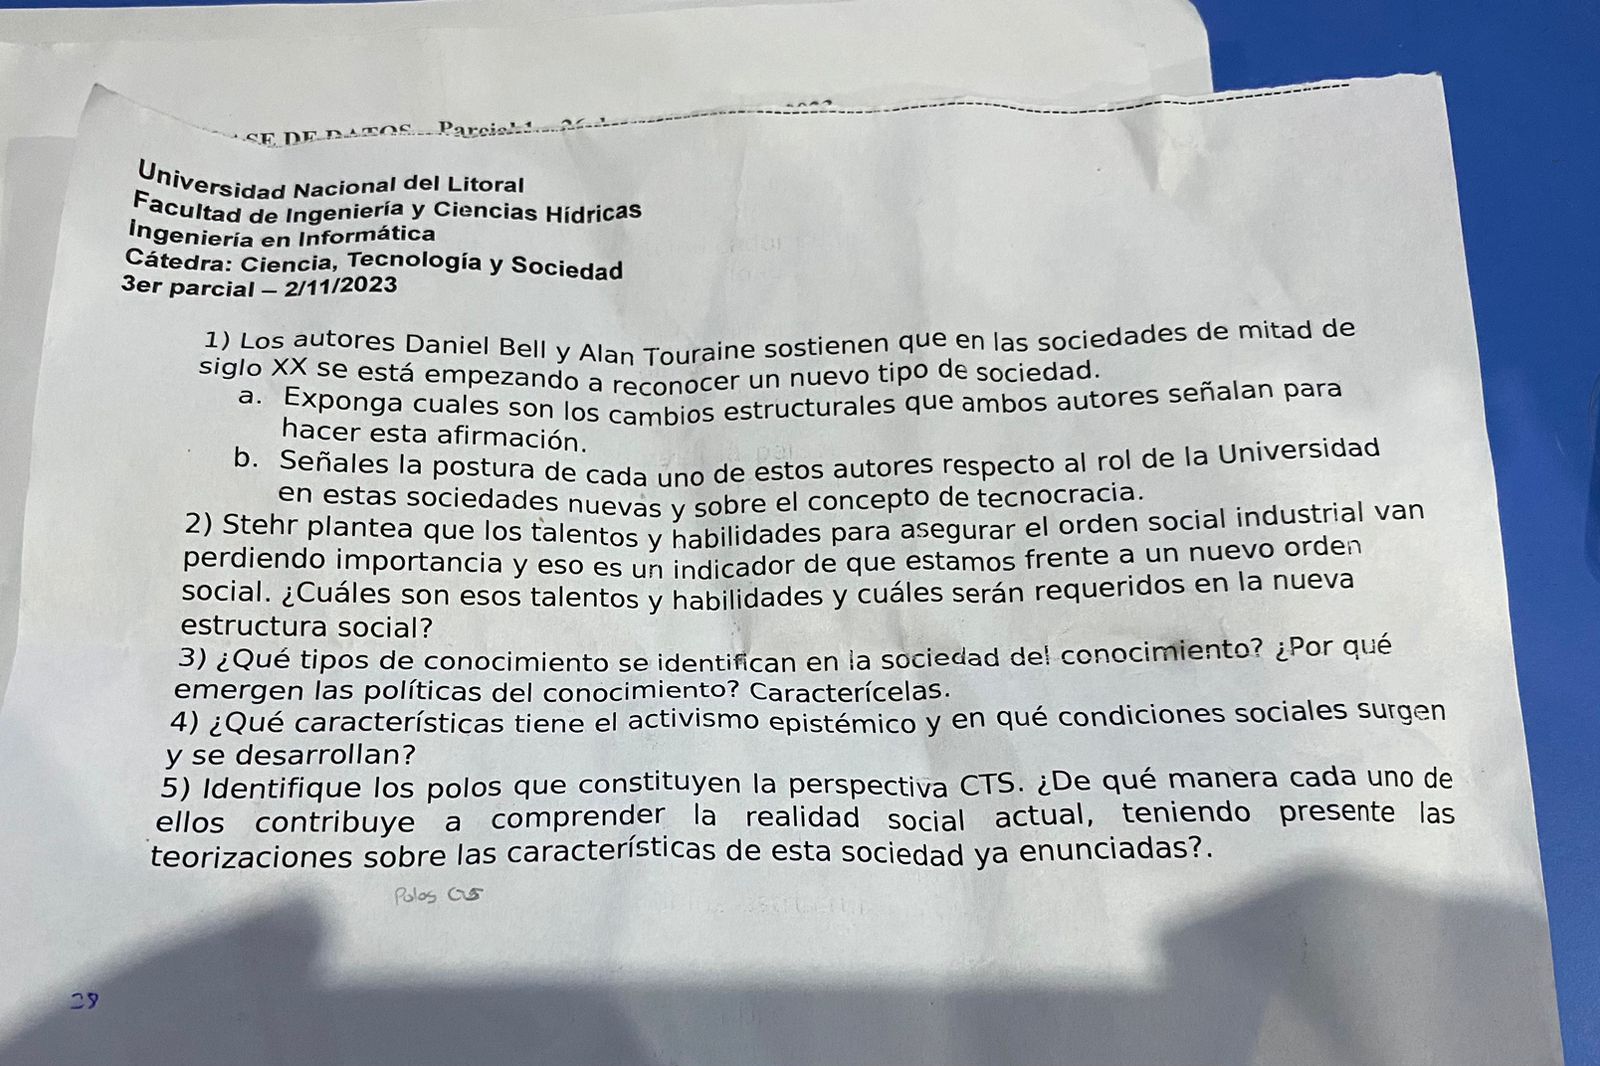 DE DATOS Parcial 1
Universidad Nacional del Litoral
Facultad de Ingeniería y Ciencias Hídricas
Ingeniería en Informática
Cátedra: Ciencia, Tecnología y Sociedad
3er parcial – 2/11/2023
1) Los autores Daniel Bell y Alan Touraine sostienen que en las sociedades de mitad de
siglo XX se está empezando a reconocer un nuevo tipo de sociedad.
a. Exponga cuales son los cambios estructurales que ambos autores señalan para
hacer esta afirmación.
b. Señales la postura de cada uno de estos autores respecto al rol de la Universidad
en estas sociedades nuevas y sobre el concepto de tecnocracia.
2) Stehr plantea que los talentos y habilidades para asegurar el orden social industrial van
perdiendo importancia y eso es un indicador de que estamos frente a un nuevo orden
social. ¿Cuáles son esos talentos y habilidades y cuáles serán requeridos en la nueva
estructura social?
3) ¿Qué tipos de conocimiento se identifican en la sociedad del conocimiento? ¿Por qué
emergen las políticas del conocimiento? Caracterícelas.
4) ¿Qué características tiene el activismo epistémico y en qué condiciones sociales surgen
y se desarrollan?
5) Identifique los polos que constituyen la perspectiva CTS. ¿De qué manera cada uno de
ellos contribuye a comprender la realidad social actual, teniendo presente las
teorizaciones sobre las características de esta sociedad ya enunciadas?.
Polos CTS